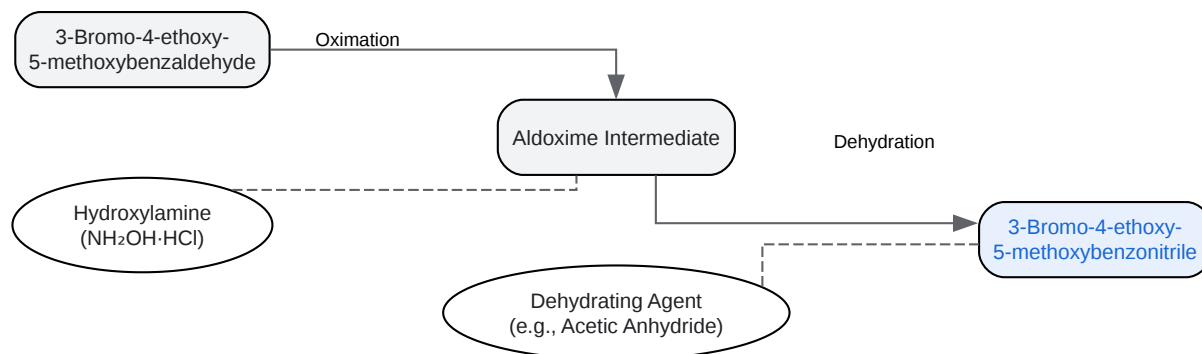 3-Bromo-4-ethoxy-
5-methoxybenzaldehyde
Oximation
Aldoxime Intermediate
Dehydration
Hydroxylamine
(NH₂OH·HCl)
3-Bromo-4-ethoxy-
5-methoxybenzonitrile
Dehydrating Agent
(e.g., Acetic Anhydride)